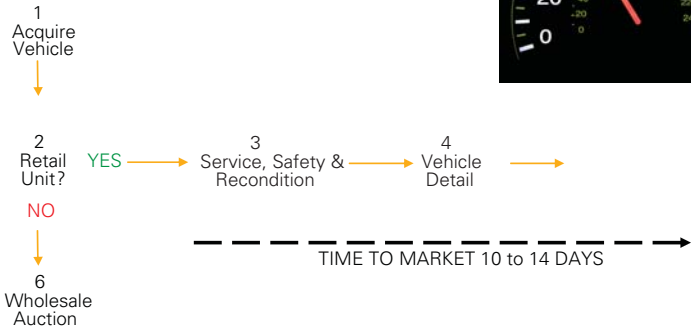 1
Acquire
Vehicle
2
Retail
Unit?
YES
3
Service, Safety &
Recondition
4
Vehicle
Detail
NO
TIME TO MARKET 10 to 14 DAYS
6
Wholesale
Auction
20
0